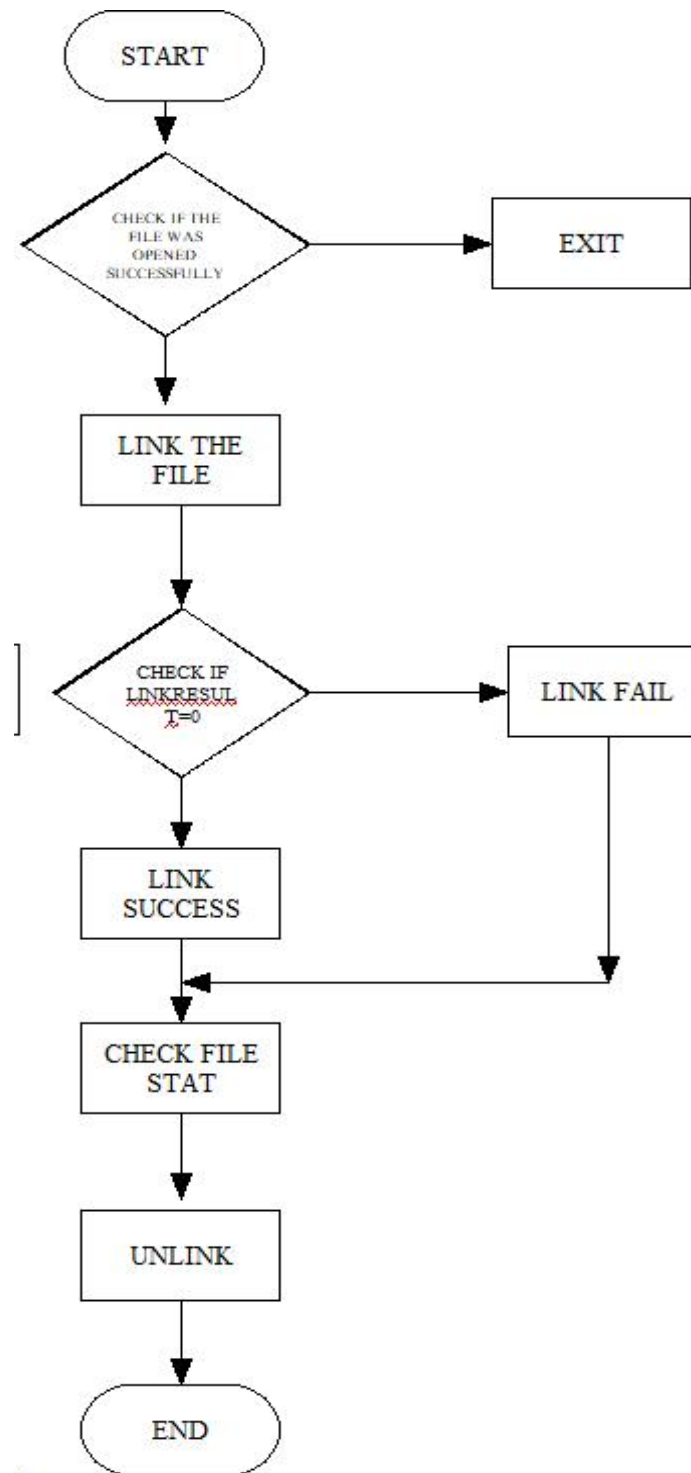 START
CHECK IF THE
FILE WAS
OPENED
SUCCESSFULLY
EXIT
LINK THE
FILE
CHECK IF
LINKRESUL
T=0
LINK FAIL
LINK
SUCCESS
CHECK FILE
STAT
UNLINK
END